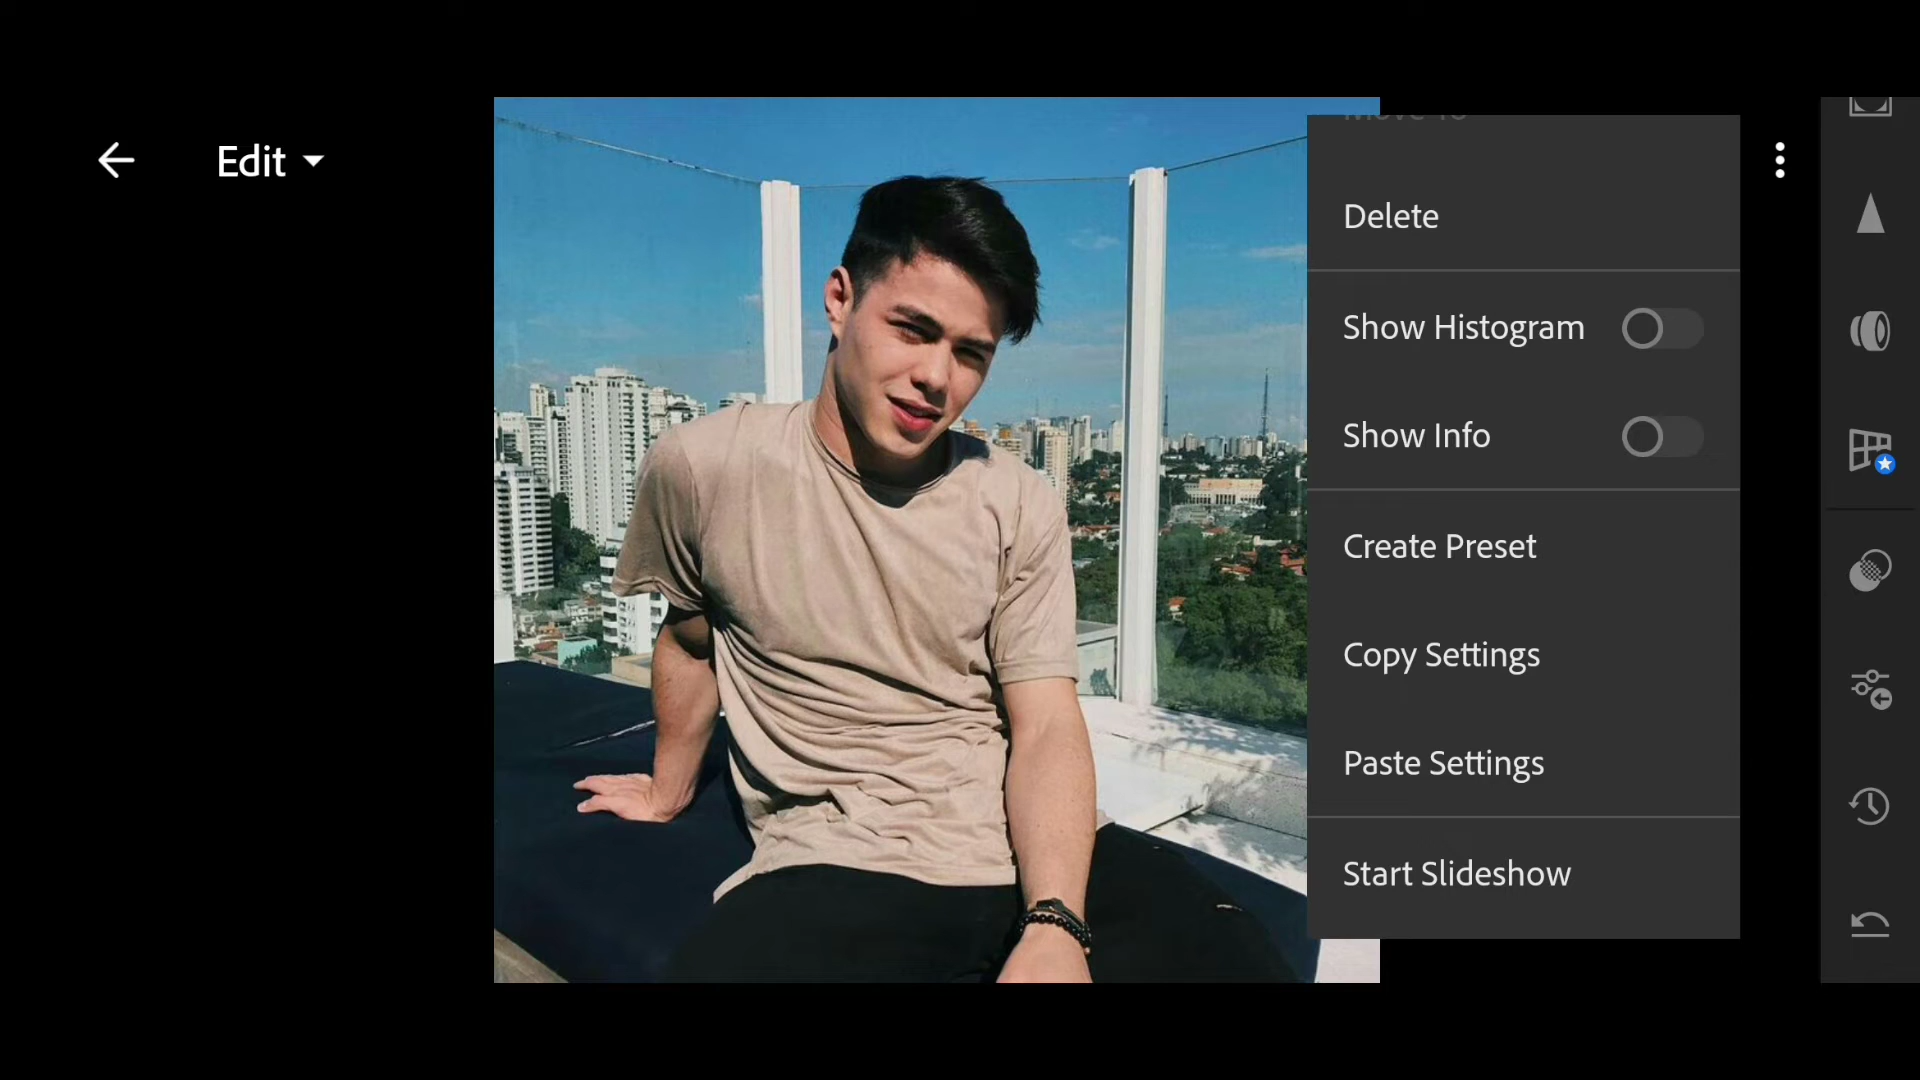 Edit
Delete
Show Histogram
Show Info
Create Preset
Copy Settings
Paste Settings
Start Slideshow